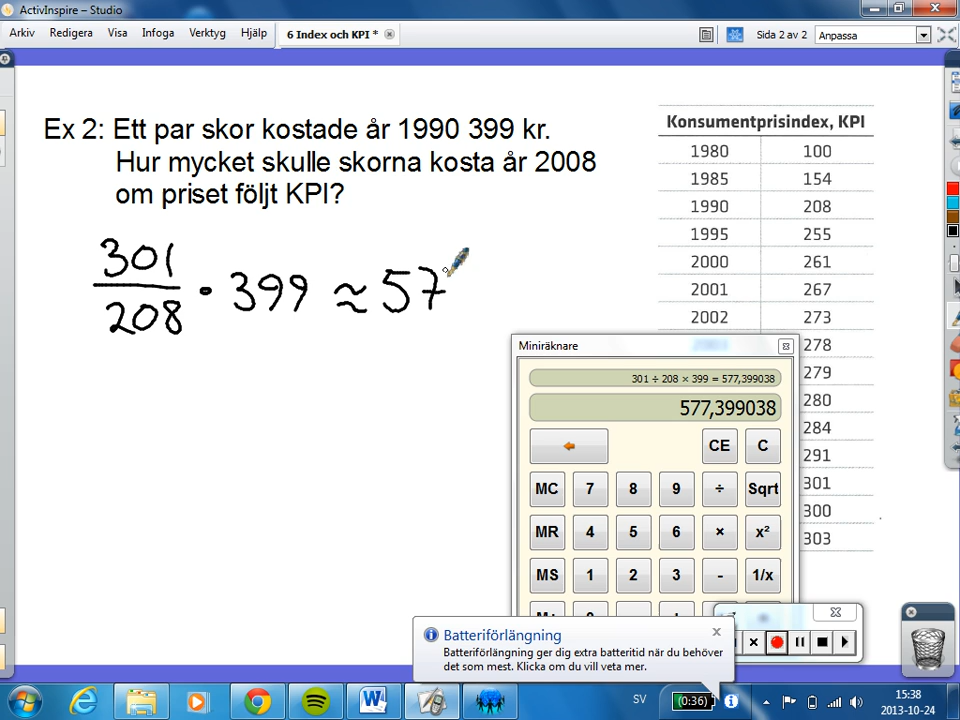 ActivInspire – Studio
Arkiv Redigera Visa Infoga Verktyg Hjälp
6 Index och KPI *
Sida 2 av 2
Anpassa
Ex 2: Ett par skor kostade år 1990 399 kr.
Hur mycket skulle skorna kosta år 2008
om priset följt KPI?
301
208
· 399 ≈ 57
Konsumentprisindex, KPI
1980 100
1985 154
1990 208
1995 255
2000 261
2001 267
2002 273
278
279
280
284
291
301
300
303
Miniräknare
301 ÷ 208 × 399 = 577,399038
577,399038
CE C
MC 7 8 9 ÷ Sqrt
MR 4 5 6 × x²
MS 1 2 3 - 1/x
Batteriförlängning
Batteriförlängning ger dig extra batteritid när du behöver
det som mest. Klicka om du vill veta mer.
SV
(0:36)
15:38
2013-10-24